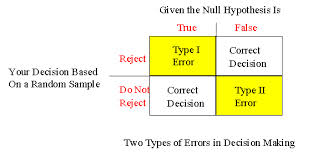 Given the Null Hypothesis Is
True False
Reject Type I Error Correct Decision
Your Decision Based
On a Random Sample
Do Not Reject Correct Decision Type II Error
Two Types of Errors in Decision Making